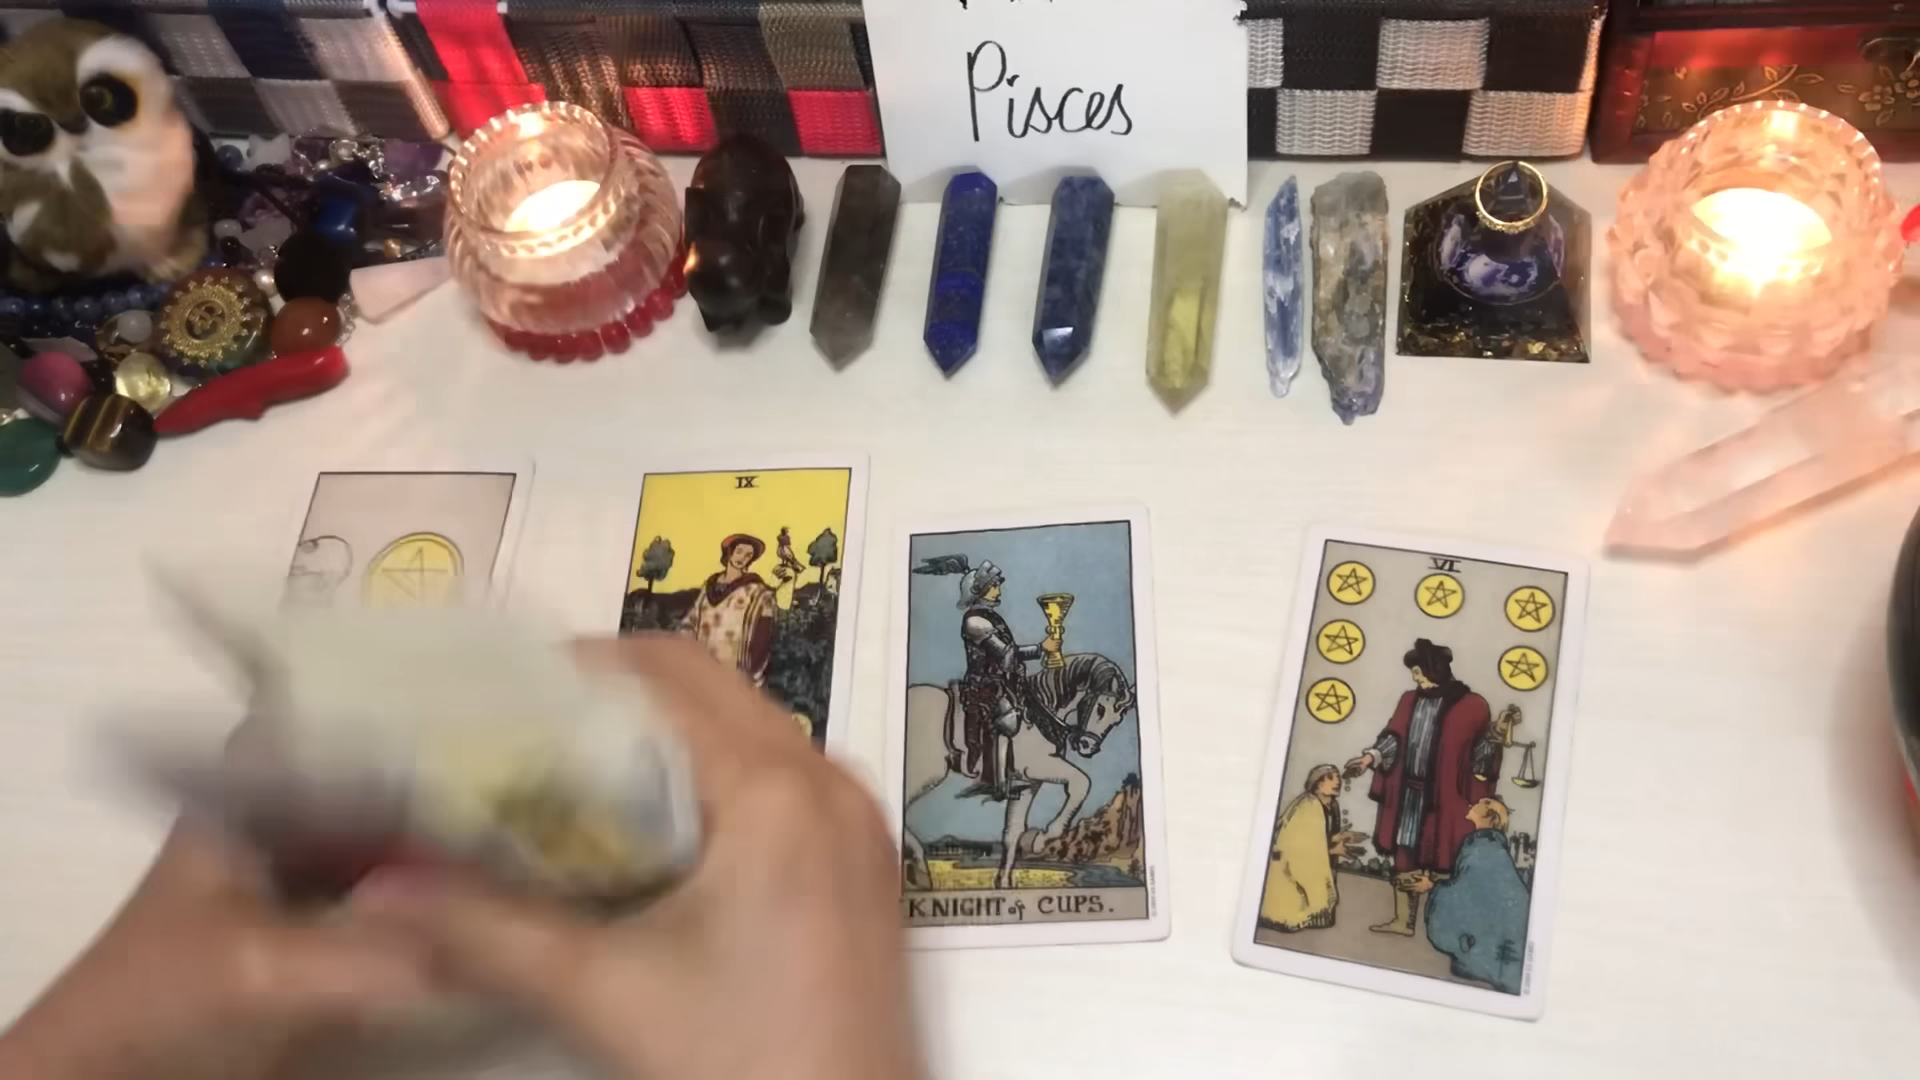 Pisces
IX
VI
KNIGHT of CUPS.